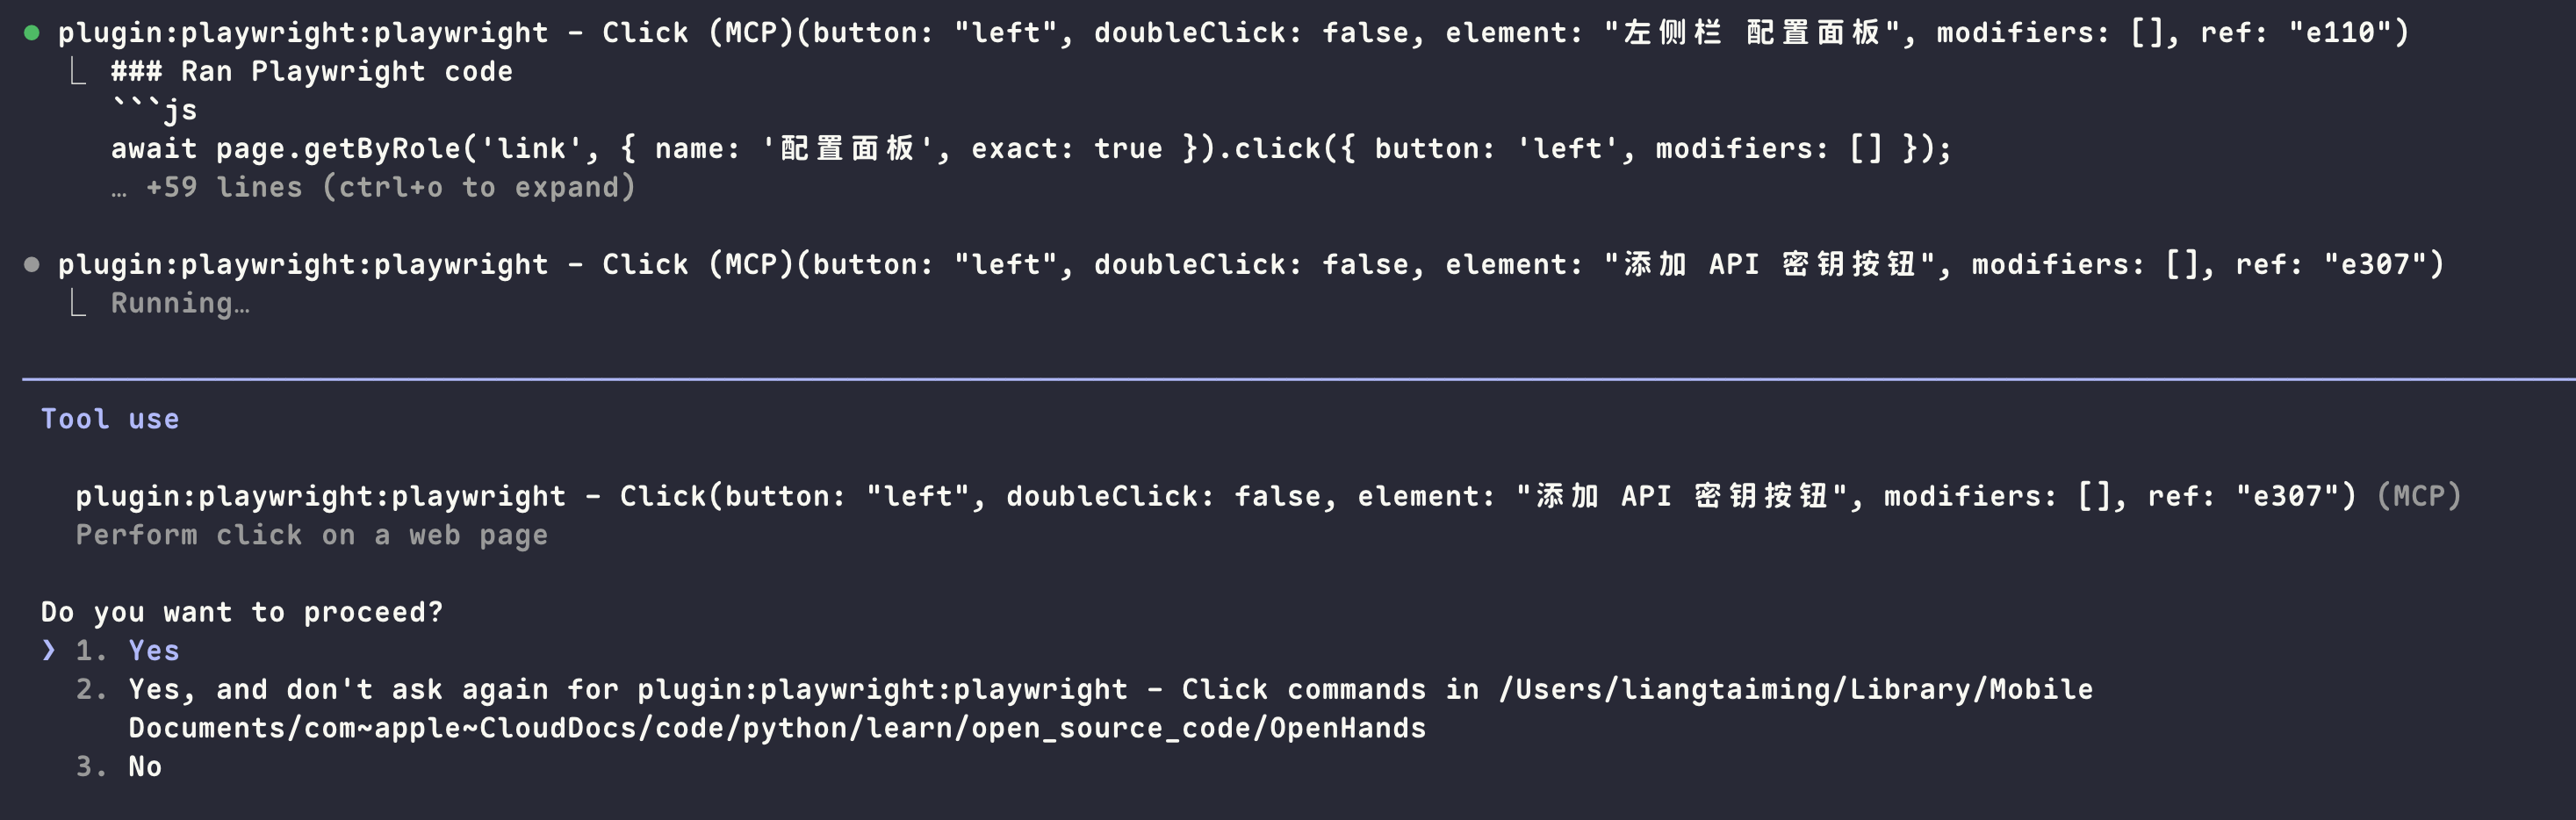 ● plugin:playwright:playwright - Click (MCP)(button: "left", doubleClick: false, element: "左侧栏 配置面板", modifiers: [], ref: "e110")
⎿ ### Ran Playwright code
```js
await page.getByRole('link', { name: '配置面板', exact: true }).click({ button: 'left', modifiers: [] });
… +59 lines (ctrl+o to expand)
● plugin:playwright:playwright - Click (MCP)(button: "left", doubleClick: false, element: "添加 API 密钥按钮", modifiers: [], ref: "e307")
⎿ Running…
Tool use
plugin:playwright:playwright - Click(button: "left", doubleClick: false, element: "添加 API 密钥按钮", modifiers: [], ref: "e307") (MCP)
Perform click on a web page
Do you want to proceed?
❯ 1. Yes
2. Yes, and don't ask again for plugin:playwright:playwright - Click commands in /Users/liangtaiming/Library/Mobile
Documents/com~apple~CloudDocs/code/python/learn/open_source_code/OpenHands
3. No